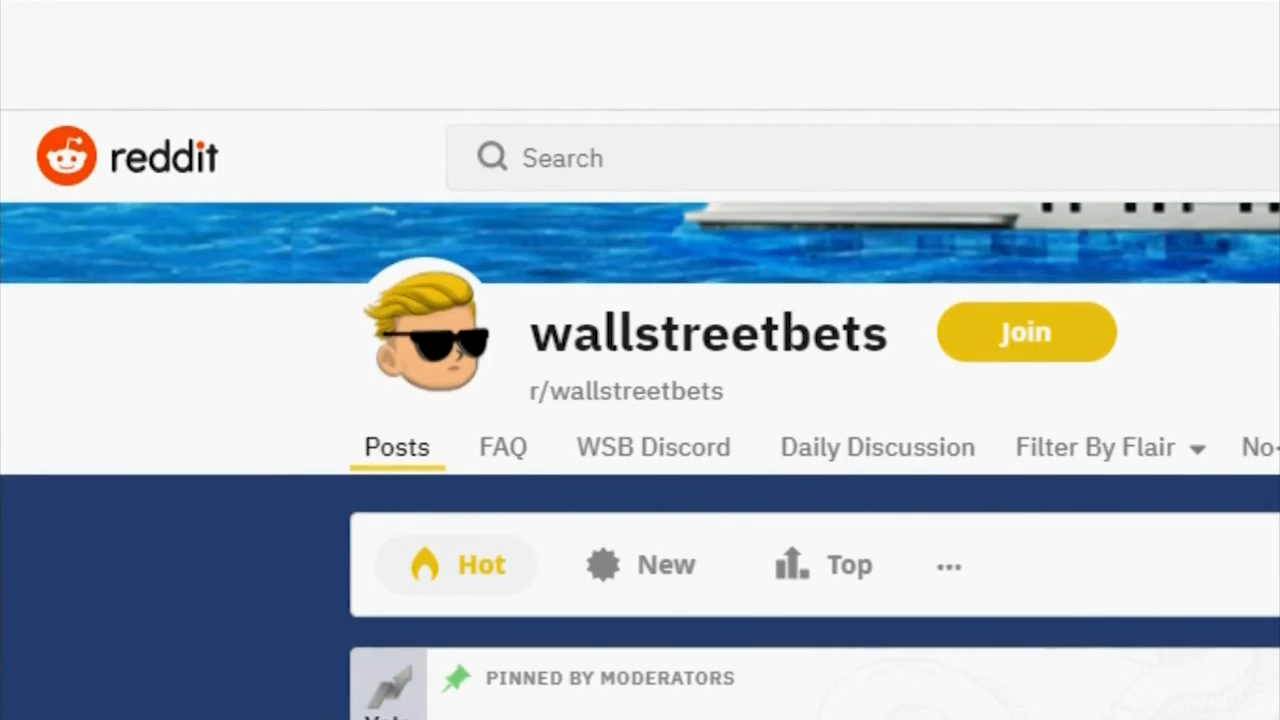 reddit
Search
wallstreetbets
Join
r/wallstreetbets
Posts FAQ WSB Discord Daily Discussion Filter By Flair No-
Hot New Top ...
PINNED BY MODERATORS